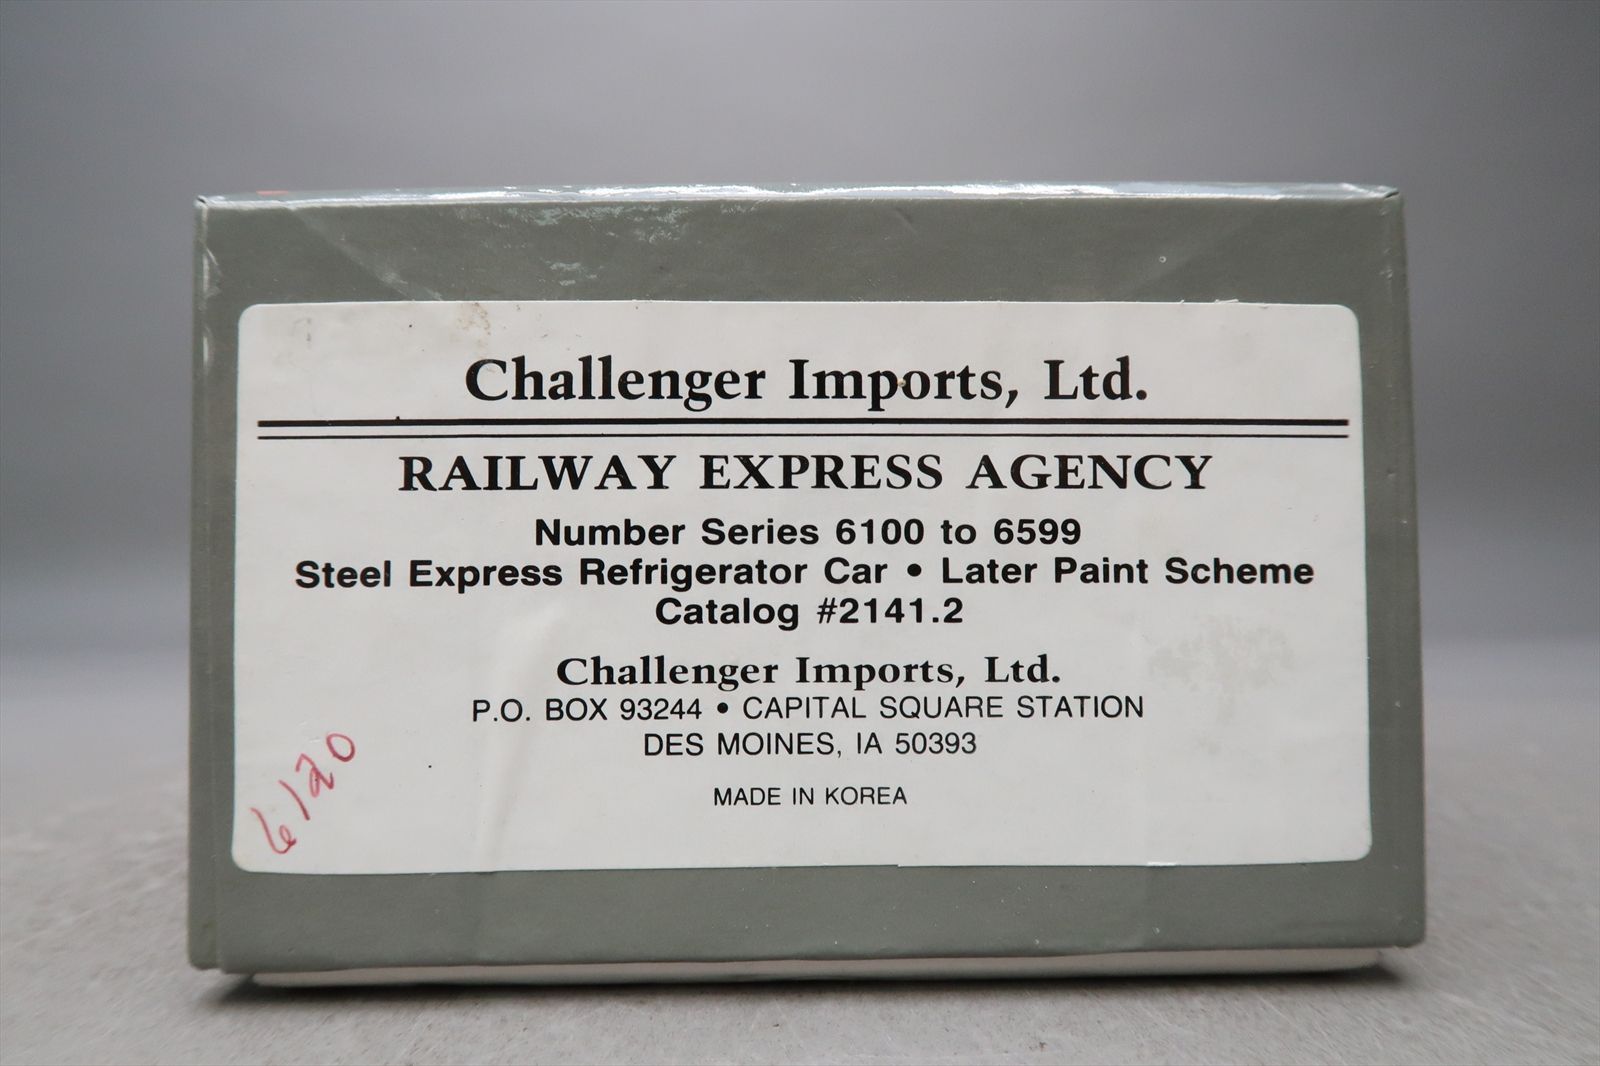 Challenger Imports, Ltd.
RAILWAY EXPRESS AGENCY
Number Series 6100 to 6599
Steel Express Refrigerator Car • Later Paint Scheme
Catalog #2141.2
Challenger Imports, Ltd.
P.O. BOX 93244 • CAPITAL SQUARE STATION
DES MOINES, IA 50393
MADE IN KOREA
6120